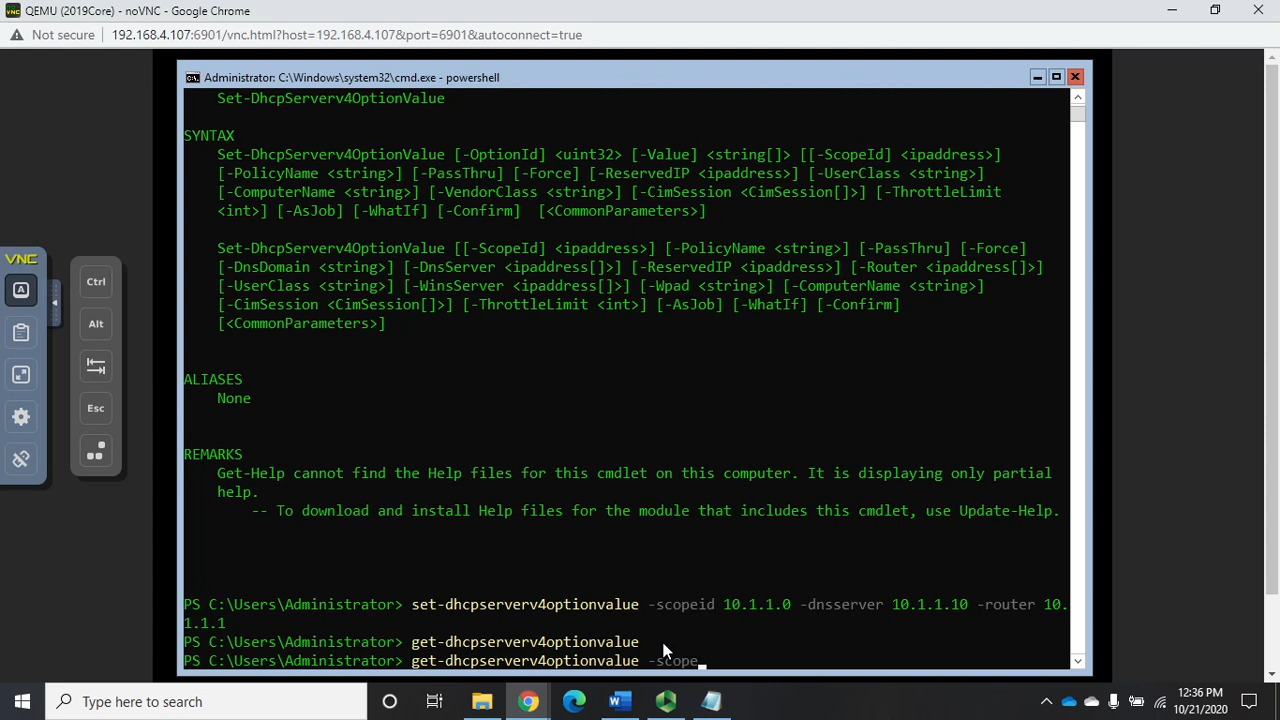 QEMU (2019Core) - noVNC - Google Chrome
Not secure
192.168.4.107:6901/vnc.html?host=192.168.4.107&port=6901&autoconnect=true
Administrator: C:\Windows\system32\cmd.exe - powershell
Set-DhcpServerv4OptionValue
SYNTAX
Set-DhcpServerv4OptionValue [-OptionId] <uint32> [-Value] <string[]> [[-ScopeId] <ipaddress>]
[-PolicyName <string>] [-PassThru] [-Force] [-ReservedIP <ipaddress>] [-UserClass <string>]
[-ComputerName <string>] [-VendorClass <string>] [-CimSession <CimSession[]>] [-ThrottleLimit
<int>] [-AsJob] [-WhatIf] [-Confirm]  [<CommonParameters>]
Set-DhcpServerv4OptionValue [[-ScopeId] <ipaddress>] [-PolicyName <string>] [-PassThru] [-Force]
[-DnsDomain <string>] [-DnsServer <ipaddress[]>] [-ReservedIP <ipaddress>] [-Router <ipaddress[]>]
[-UserClass <string>] [-WinsServer <ipaddress[]>] [-Wpad <string>] [-ComputerName <string>]
[-CimSession <CimSession[]>] [-ThrottleLimit <int>] [-AsJob] [-WhatIf] [-Confirm]
[<CommonParameters>]
ALIASES
None
REMARKS
Get-Help cannot find the Help files for this cmdlet on this computer. It is displaying only partial
help.
-- To download and install Help files for the module that includes this cmdlet, use Update-Help.
PS C:\Users\Administrator> set-dhcpserverv4optionvalue -scopeid 10.1.1.0 -dnsserver 10.1.1.10 -router 10.
1.1.1
PS C:\Users\Administrator> get-dhcpserverv4optionvalue
PS C:\Users\Administrator> get-dhcpserverv4optionvalue -scope_
VNC
A
Ctrl
Alt
Esc
Type here to search
12:36 PM
10/21/2020